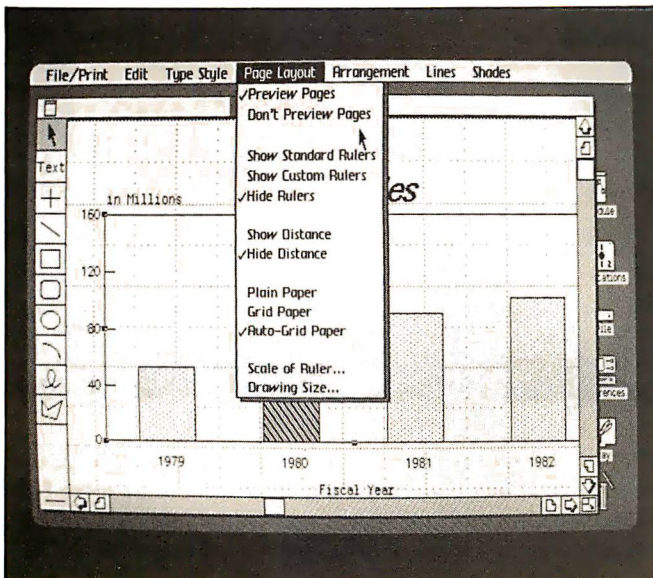 File/Print Edit Type Style Page Layout Arrangement Lines Shades
✓Preview Pages
Don't Preview Pages
Show Standard Rulers
Show Custom Rulers
✓Hide Rulers
Show Distance
✓Hide Distance
Plain Paper
Grid Paper
✓Auto-Grid Paper
Scale of Ruler...
Drawing Size...
Text
in Millions
160
120
80
40
0
1979 1980 1981 1982
Fiscal Year